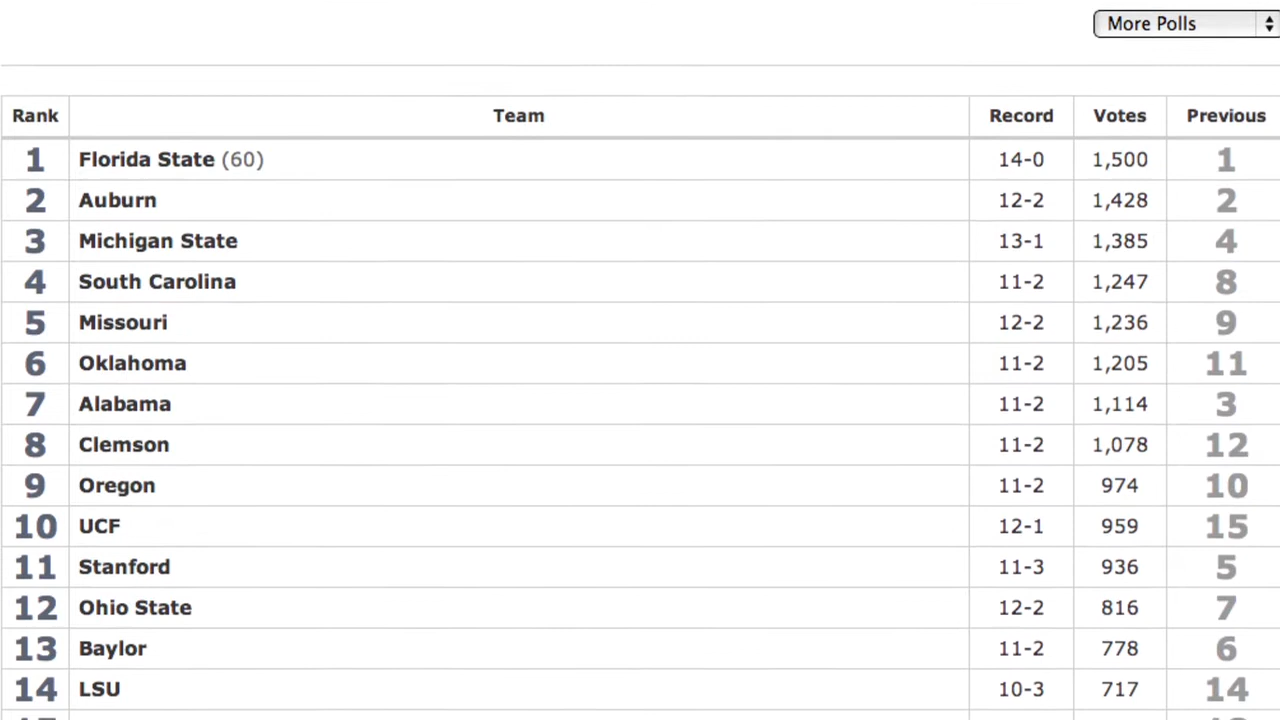 More Polls
Rank Team Record Votes Previous
1 Florida State (60) 14-0 1,500 1
2 Auburn 12-2 1,428 2
3 Michigan State 13-1 1,385 4
4 South Carolina 11-2 1,247 8
5 Missouri 12-2 1,236 9
6 Oklahoma 11-2 1,205 11
7 Alabama 11-2 1,114 3
8 Clemson 11-2 1,078 12
9 Oregon 11-2 974 10
10 UCF 12-1 959 15
11 Stanford 11-3 936 5
12 Ohio State 12-2 816 7
13 Baylor 11-2 778 6
14 LSU 10-3 717 14